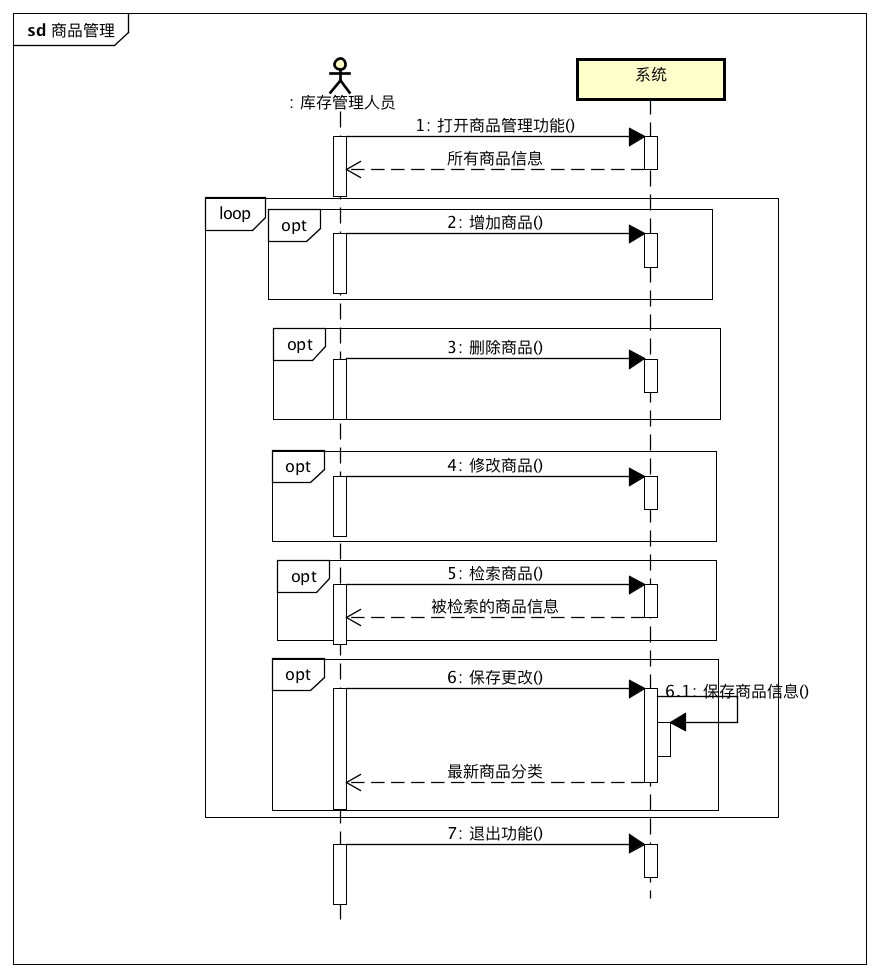 sd 商品管理
: 库存管理人员
系统
1: 打开商品管理功能()
所有商品信息
loop
opt
2: 增加商品()
opt
3: 删除商品()
opt
4: 修改商品()
opt
5: 检索商品()
被检索的商品信息
opt
6: 保存更改()
6.1: 保存商品信息()
最新商品分类
7: 退出功能()